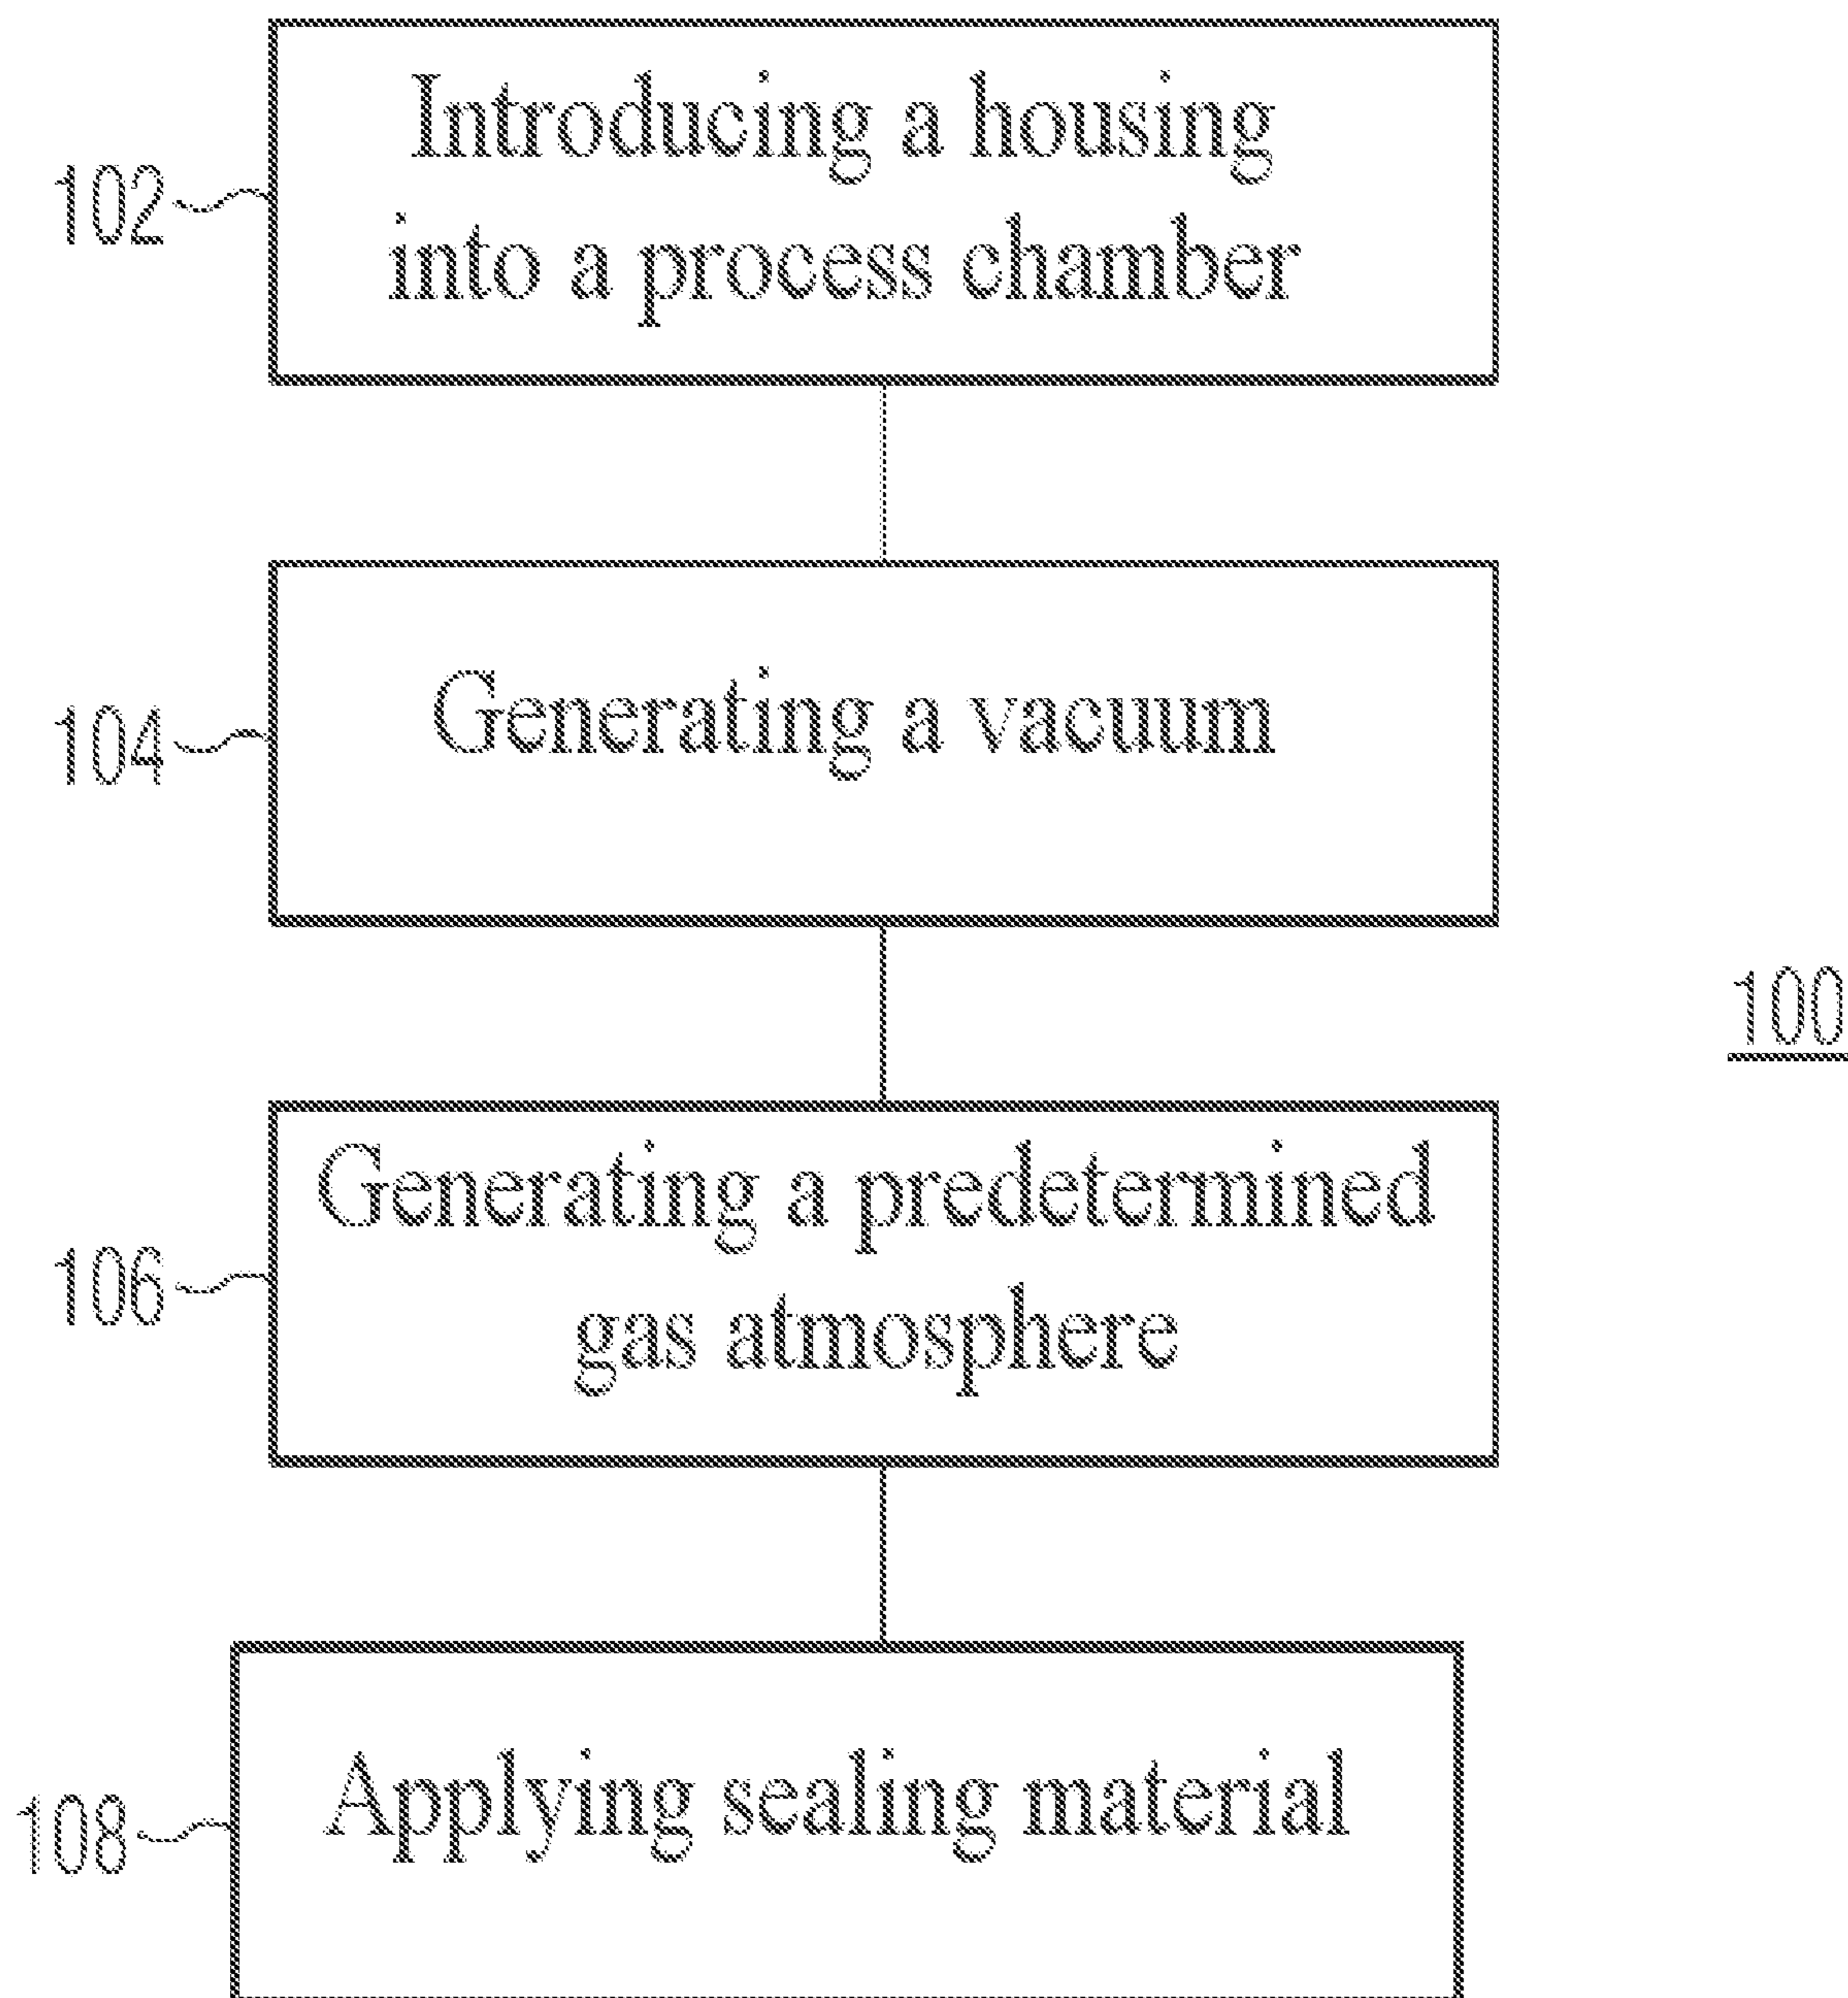 102
Introducing a housing
into a process chamber
104
Generating a vacuum
100
106
Generating a predetermined
gas atmosphere
108
Applying sealing material